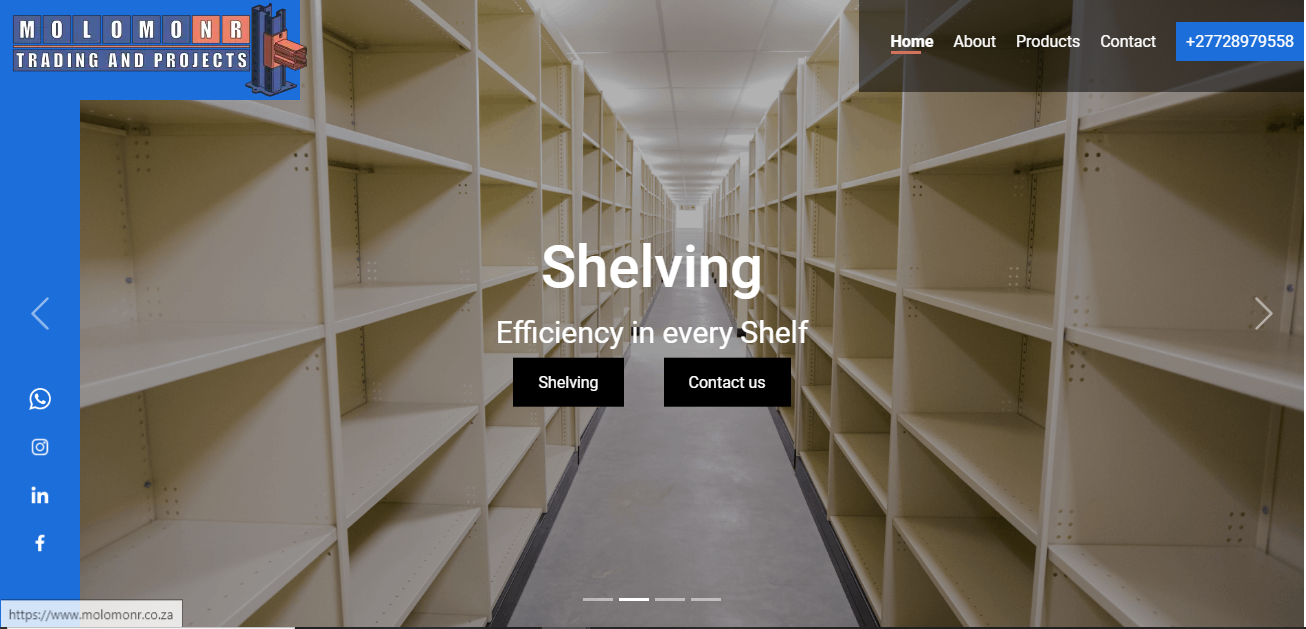 MOLOMONR
TRADING AND PROJECTS
Home About Products Contact +27728979558
Shelving
Efficiency in every Shelf
Shelving Contact us
https://www.molomonr.co.za